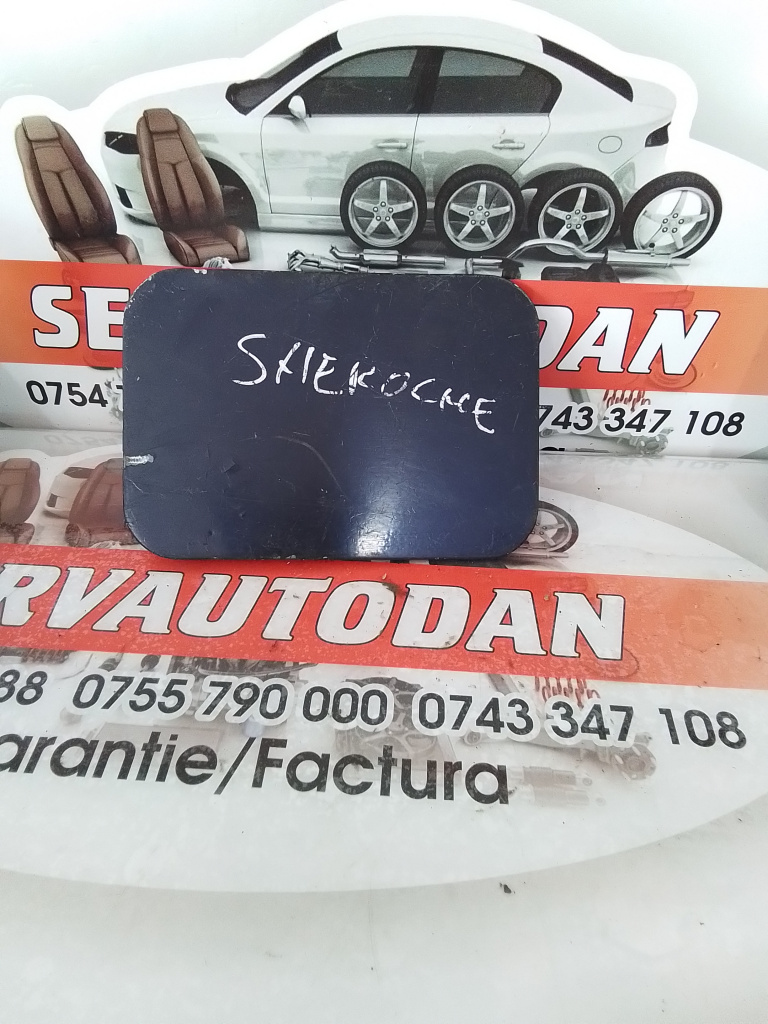 SE DAN
0754
743 347 108
SHEROCHE
RVAUTODAN
88 0755 790 000 0743 347 108
arantie/Factura